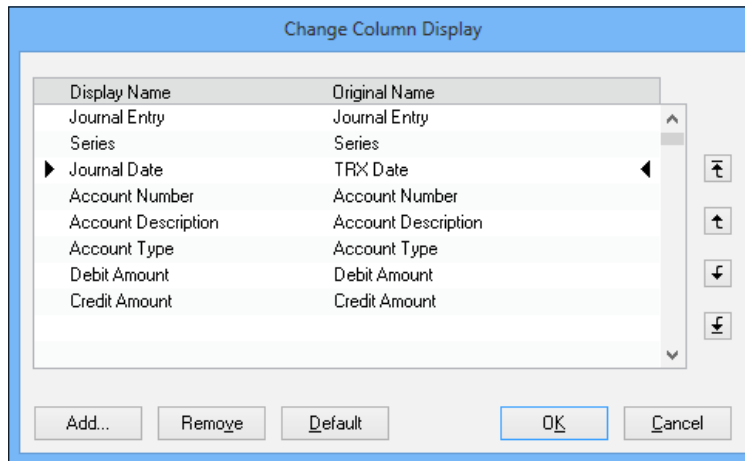 Change Column Display
Display Name Original Name
Journal Entry Journal Entry
Series Series
Journal Date TRX Date
Account Number Account Number
Account Description Account Description
Account Type Account Type
Debit Amount Debit Amount
Credit Amount Credit Amount
Add... Remove Default OK Cancel